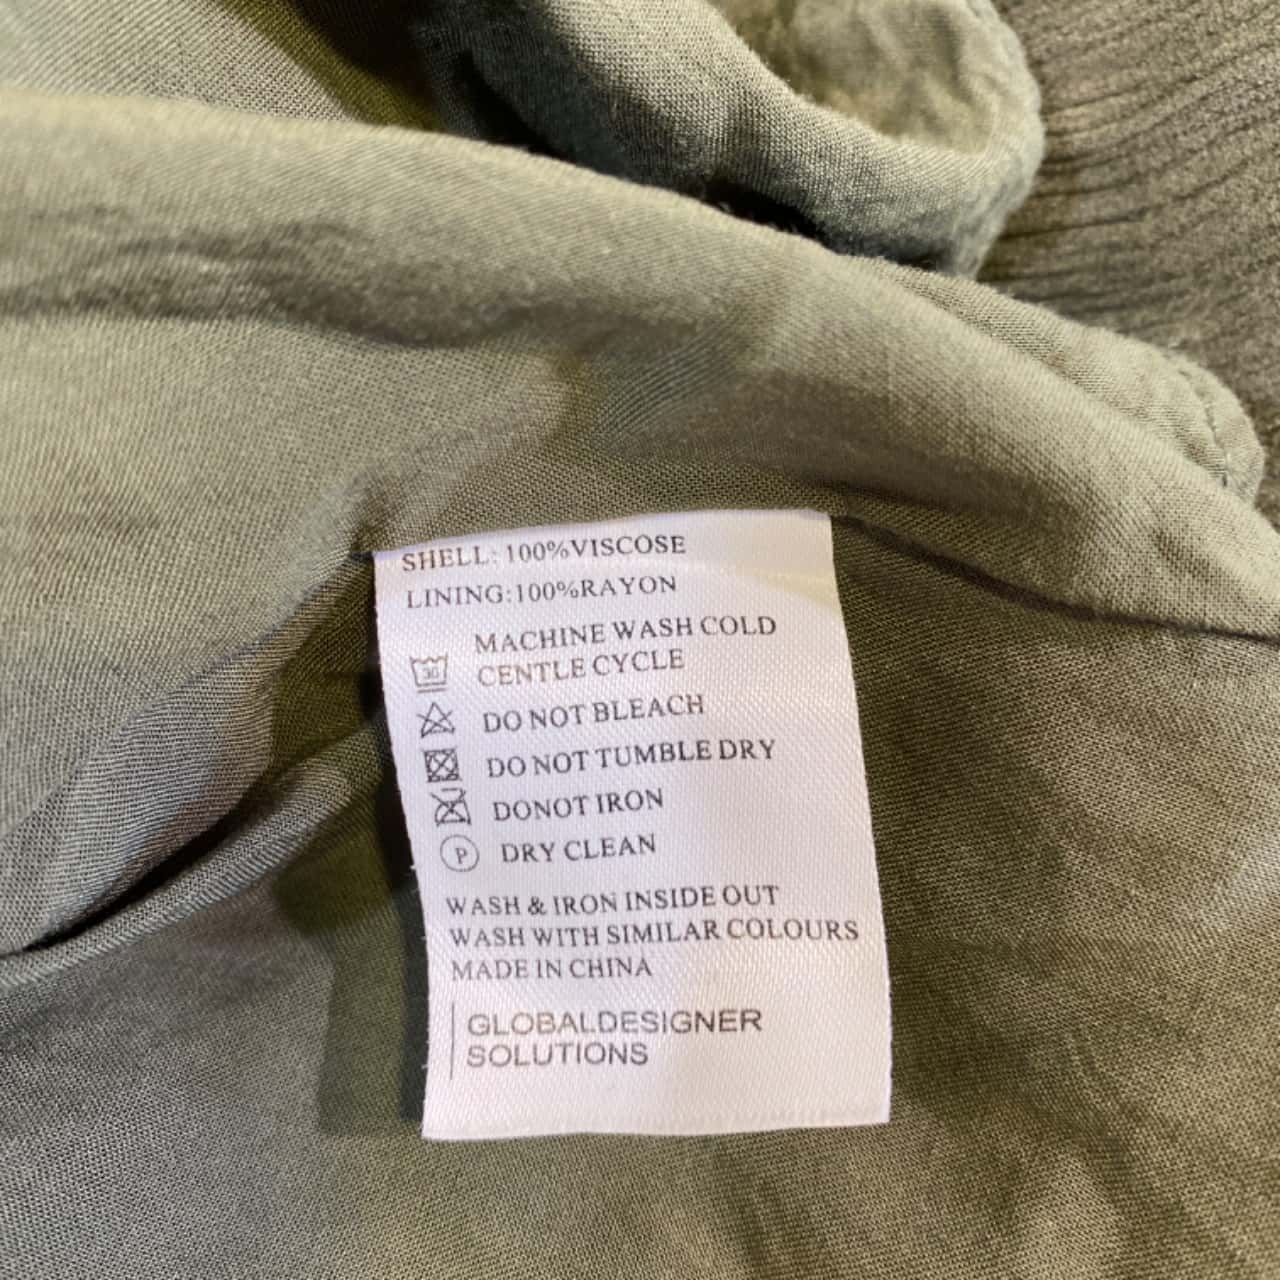 SHELL: 100%VISCOSE
LINING:100%RAYON
MACHINE WASH COLD
30 CENTLE CYCLE
DO NOT BLEACH
DO NOT TUMBLE DRY
DONOT IRON
P DRY CLEAN
WASH & IRON INSIDE OUT
WASH WITH SIMILAR COLOURS
MADE IN CHINA
GLOBALDESIGNER
SOLUTIONS